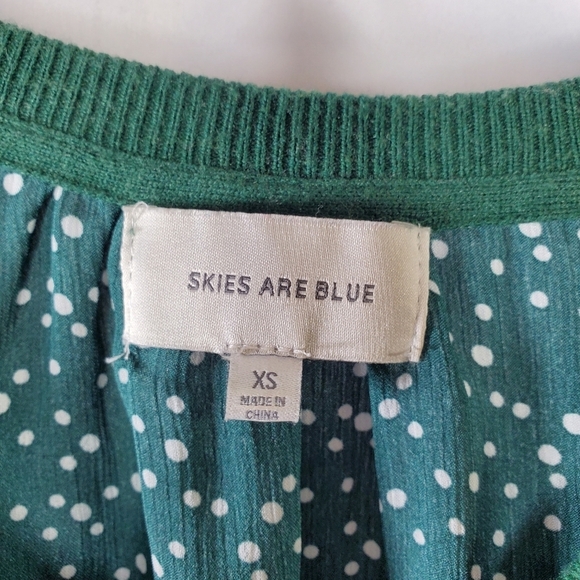 SKIES ARE BLUE
XS
MADE IN
CHINA